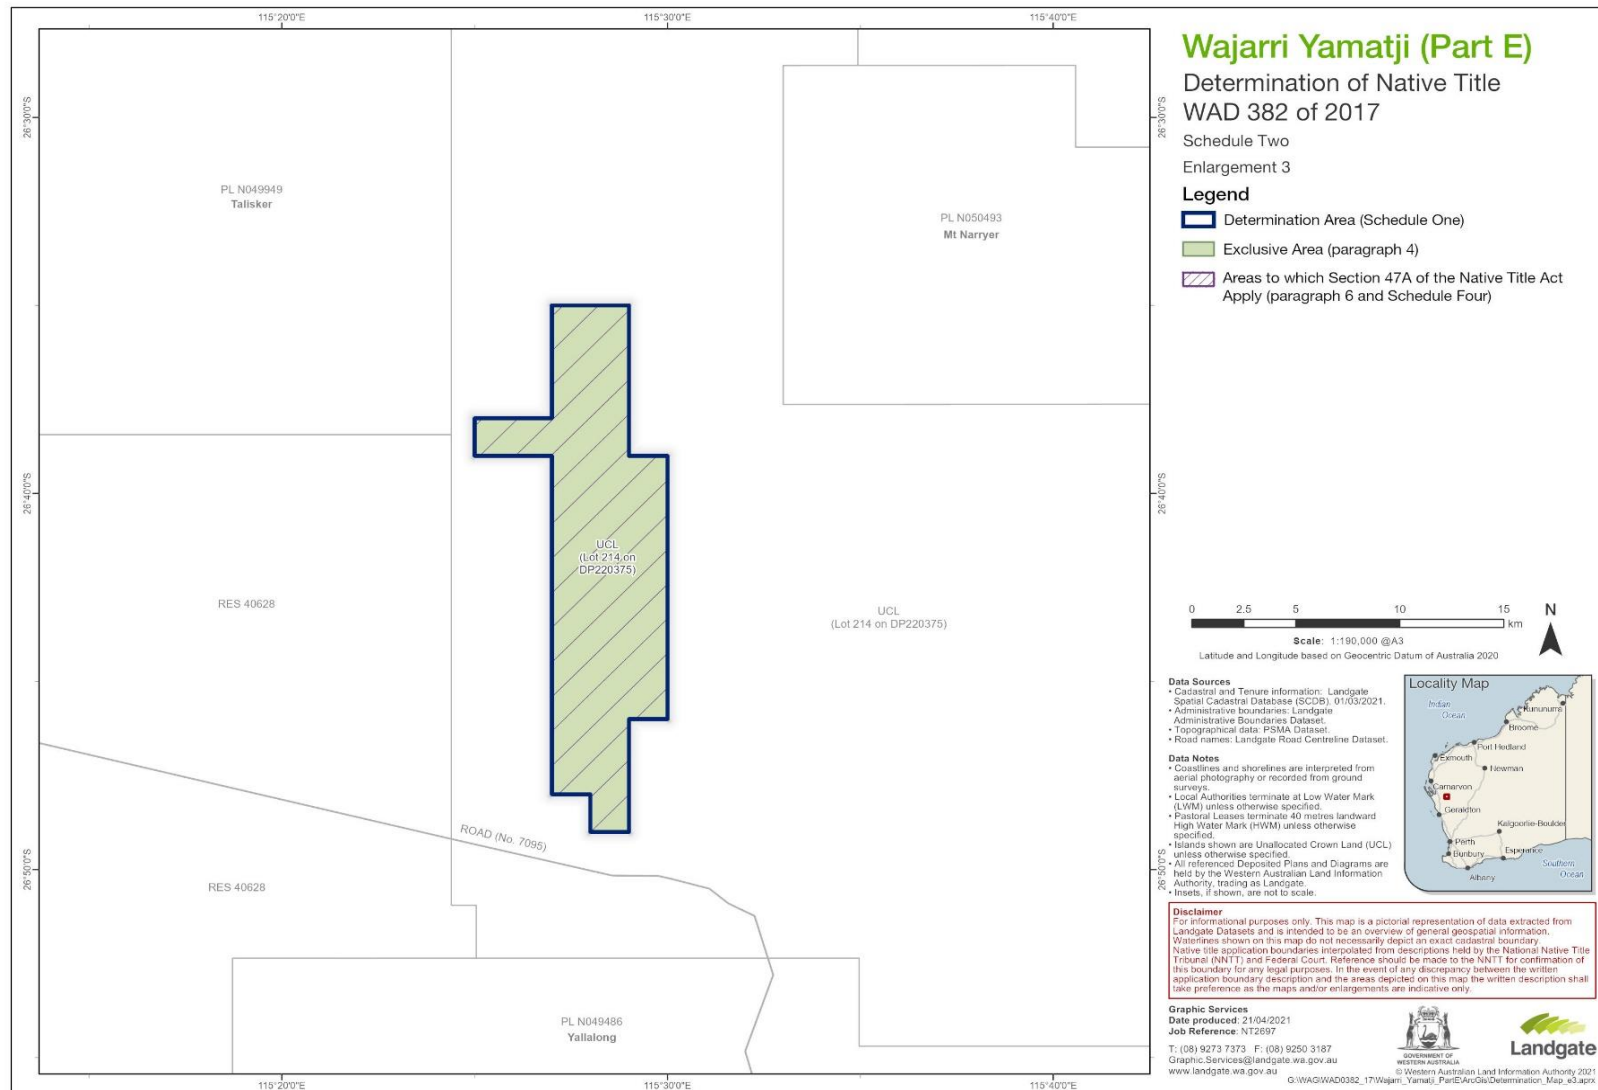 115°20'0"E
115°30'0"E
115°40'0"E
26°30'0"S
26°40'0"S
26°50'0"S
26°30'0"S
26°40'0"S
26°50'0"S
115°20'0"E
115°30'0"E
115°40'0"E
PL N049949
Talisker
PL N050493
Mt Narryer
UCL
(Lot 214 on
DP220375)
RES 40628
UCL
(Lot 214 on DP220375)
ROAD (No. 7095)
RES 40628
PL N049486
Yallalong
Wajarri Yamatji (Part E)
Determination of Native Title
WAD 382 of 2017
Schedule Two
Enlargement 3
Legend
Determination Area (Schedule One)
Exclusive Area (paragraph 4)
Areas to which Section 47A of the Native Title Act
Apply (paragraph 6 and Schedule Four)
0 2.5 5 10 15
km
N
Scale: 1:190,000 @A3
Latitude and Longitude based on Geocentric Datum of Australia 2020
Data Sources
• Cadastral and Tenure information: Landgate
Spatial Cadastral Database (SCDB), 01/03/2021.
• Administrative boundaries: Landgate
Administrative Boundaries Dataset.
• Topographical data: PSMA Dataset.
• Road names: Landgate Road Centreline Dataset.
Data Notes
• Coastlines and shorelines are interpreted from
aerial photography or recorded from ground
surveys.
• Local Authorities terminate at Low Water Mark
(LWM) unless otherwise specified.
• Pastoral Leases terminate 40 metres landward
High Water Mark (HWM) unless otherwise
specified.
• Islands shown are Unallocated Crown Land (UCL)
unless otherwise specified.
• All referenced Deposited Plans and Diagrams are
held by the Western Australian Land Information
Authority, trading as Landgate.
• Insets, if shown, are not to scale.
Locality Map
Indian
Ocean
Kununurra
Broome
Port Hedland
Exmouth
Newman
Carnarvon
Geraldton
Kalgoorlie-Boulder
Perth
Bunbury
Esperance
Albany
Southern
Ocean
Disclaimer
For informational purposes only. This map is a pictorial representation of data extracted from
Landgate Datasets and is intended to be an overview of general geospatial information.
Waterlines shown on this map do not necessarily depict an exact cadastral boundary.
Native title application boundaries interpolated from descriptions held by the National Native Title
Tribunal (NNTT) and Federal Court. Reference should be made to the NNTT for confirmation of
this boundary for any legal purposes. In the event of any discrepancy between the written
application boundary description and the areas depicted on this map the written description shall
take preference as the maps and/or enlargements are indicative only.
Graphic Services
Date produced: 21/04/2021
Job Reference: NT2697
T: (08) 9273 7373 F: (08) 9250 3187
Graphic.Services@landgate.wa.gov.au
www.landgate.wa.gov.au
GOVERNMENT OF
WESTERN AUSTRALIA
Landgate
© Western Australian Land Information Authority 2021
G:\WAG\WAD0382_17\Wajarri_Yamatji_PartE\ArcGis\Determination_Map_e3.aprx